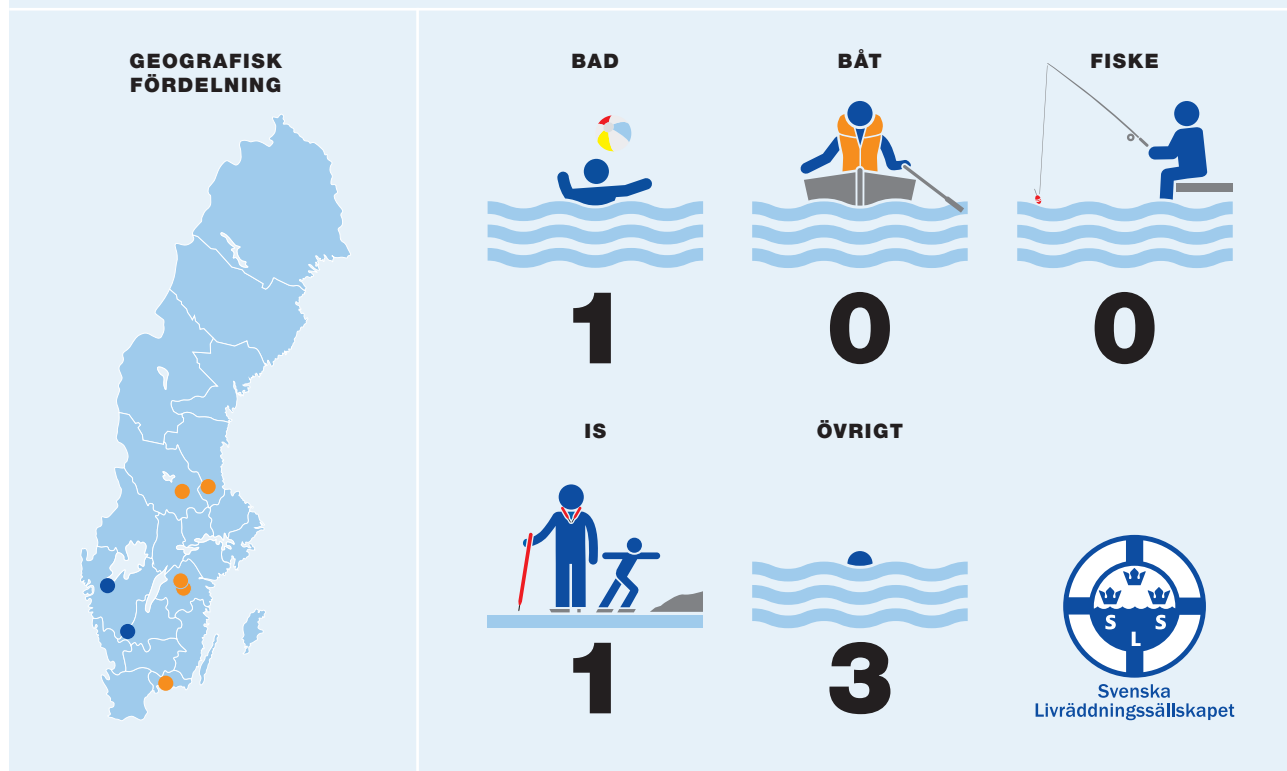 GEOGRAFISK
FÖRDELNING
BAD
BÅT
FISKE
1
0
0
IS
ÖVRIGT
1
3
S S
L
Svenska
Livräddningssällskapet